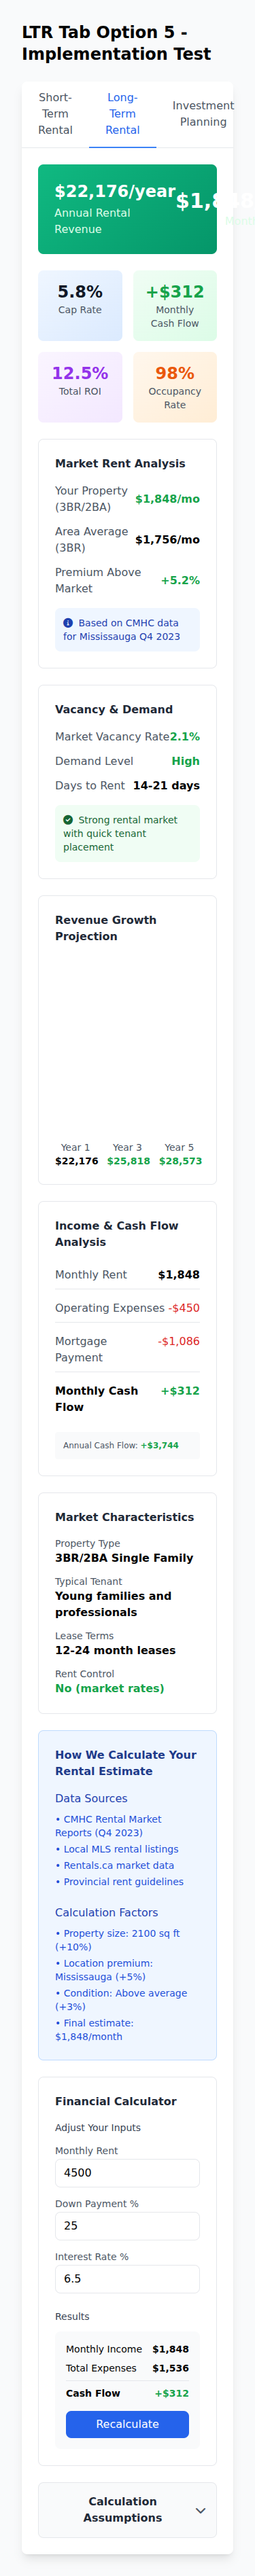 LTR Tab Option 5 -
Implementation Test
Short-
Term
Rental
Long-
Term
Rental
Investment
Planning
$22,176/year
Annual Rental
Revenue
5.8%
Cap Rate
+$312
Monthly
Cash Flow
12.5%
Total ROI
98%
Occupancy
Rate
Market Rent Analysis
Your Property
(3BR/2BA)
$1,848/mo
Area Average
(3BR)
$1,756/mo
Premium Above
Market
+5.2%
Based on CMHC data
for Mississauga Q4 2023
Vacancy & Demand
Market Vacancy Rate 2.1%
Demand Level High
Days to Rent 14-21 days
Strong rental market
with quick tenant
placement
Revenue Growth
Projection
Year 1 Year 3 Year 5
$22,176 $25,818 $28,573
Income & Cash Flow
Analysis
Monthly Rent $1,848
Operating Expenses -$450
Mortgage
Payment
-$1,086
Monthly Cash
Flow
+$312
Annual Cash Flow: +$3,744
Market Characteristics
Property Type
3BR/2BA Single Family
Typical Tenant
Young families and
professionals
Lease Terms
12-24 month leases
Rent Control
No (market rates)
How We Calculate Your
Rental Estimate
Data Sources
• CMHC Rental Market
Reports (Q4 2023)
• Local MLS rental listings
• Rentals.ca market data
• Provincial rent guidelines
Calculation Factors
• Property size: 2100 sq ft
(+10%)
• Location premium:
Mississauga (+5%)
• Condition: Above average
(+3%)
• Final estimate:
$1,848/month
Financial Calculator
Adjust Your Inputs
Monthly Rent
4500
Down Payment %
25
Interest Rate %
6.5
Results
Monthly Income $1,848
Total Expenses $1,536
Cash Flow +$312
Recalculate
Calculation
Assumptions